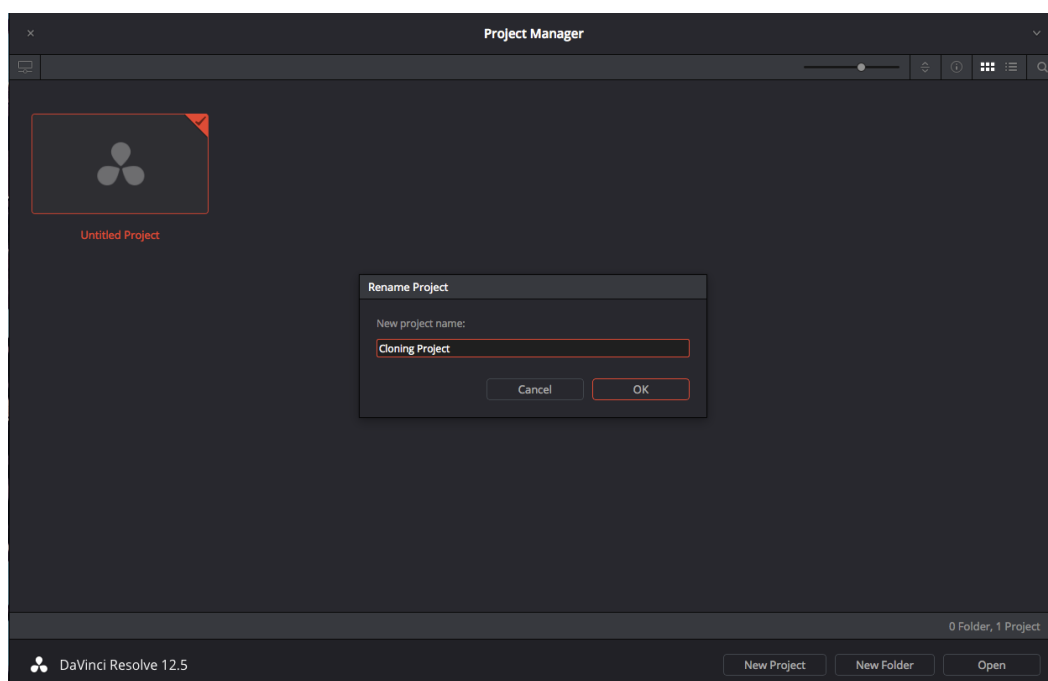 Project Manager
Untitled Project
Rename Project
New project name:
Cloning Project
Cancel OK
0 Folder, 1 Project
DaVinci Resolve 12.5 New Project New Folder Open